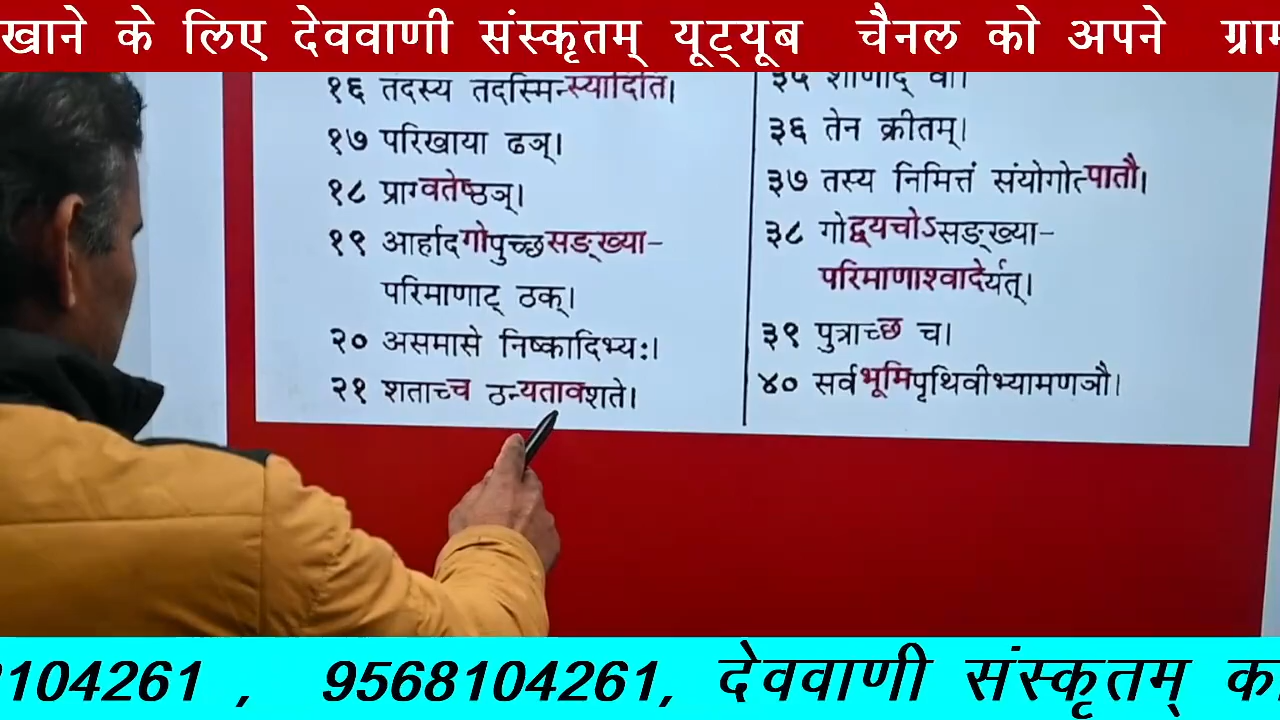 खाने के लिए देववाणी संस्कृतम् यूट्यूब चैनल को अपने
१६ तदस्य तदस्मिन्स्यादिति।
१७ परिखाया ढञ्।
१८ प्राग्वतेष्ठञ्।
१९ आर्हादगोपुच्छसङ्ख्या-
परिमाणाट् ठक्।
२० असमासे निष्कादिभ्यः।
२१ शताच्च ठन्यतावशते।
३५ शाणाद् वा।
३६ तेन क्रीतम्।
३७ तस्य निमित्तं संयोगोत्पातौ।
३८ गोद्व्यचोऽसङ्ख्या-
परिमाणाश्वादेर्यत्।
३९ पुत्राच्छ च।
४० सर्वभूमिपृथिवीभ्यामणञौ।
104261 , 9568104261, देववाणी संस्कृतम्